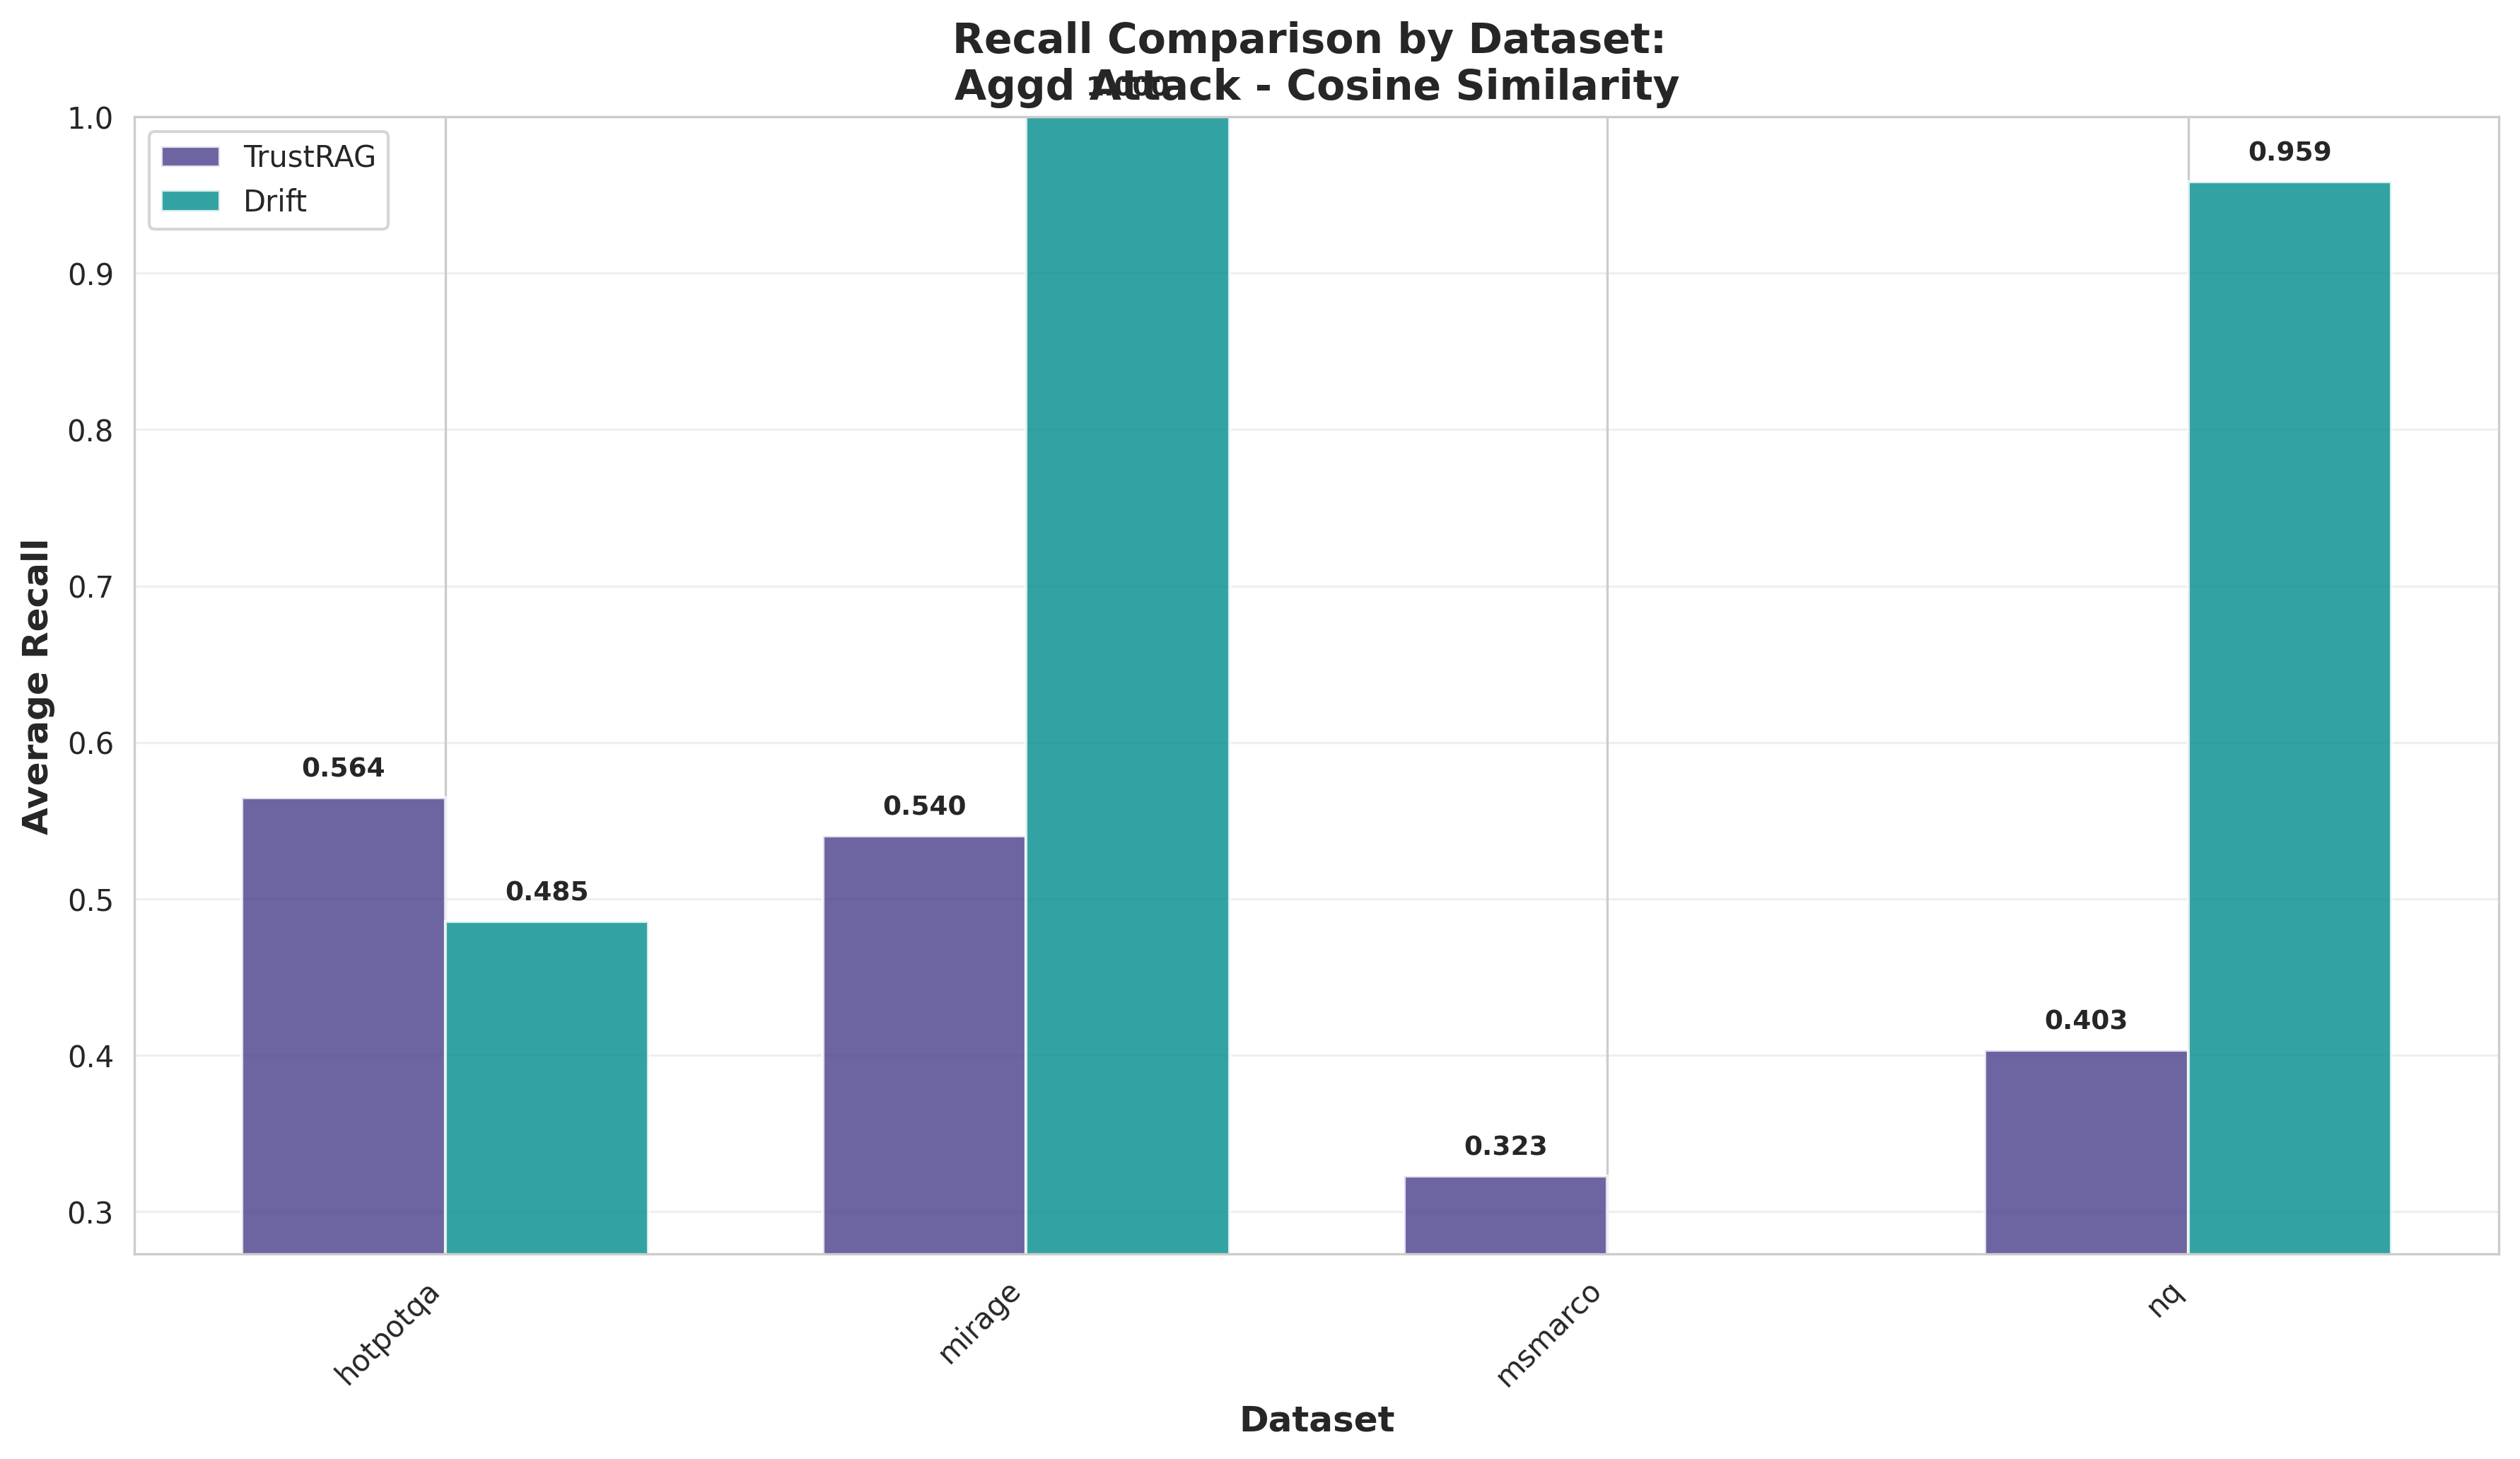 Recall Comparison by Dataset:
Aggd Attack - Cosine Similarity
1.000
1.0
0.9
0.8
0.7
0.6
0.5
0.4
0.3
Average Recall
TrustRAG
Drift
0.564
0.485
0.540
0.323
0.403
0.959
hotpotqa
mirage
msmarco
nq
Dataset